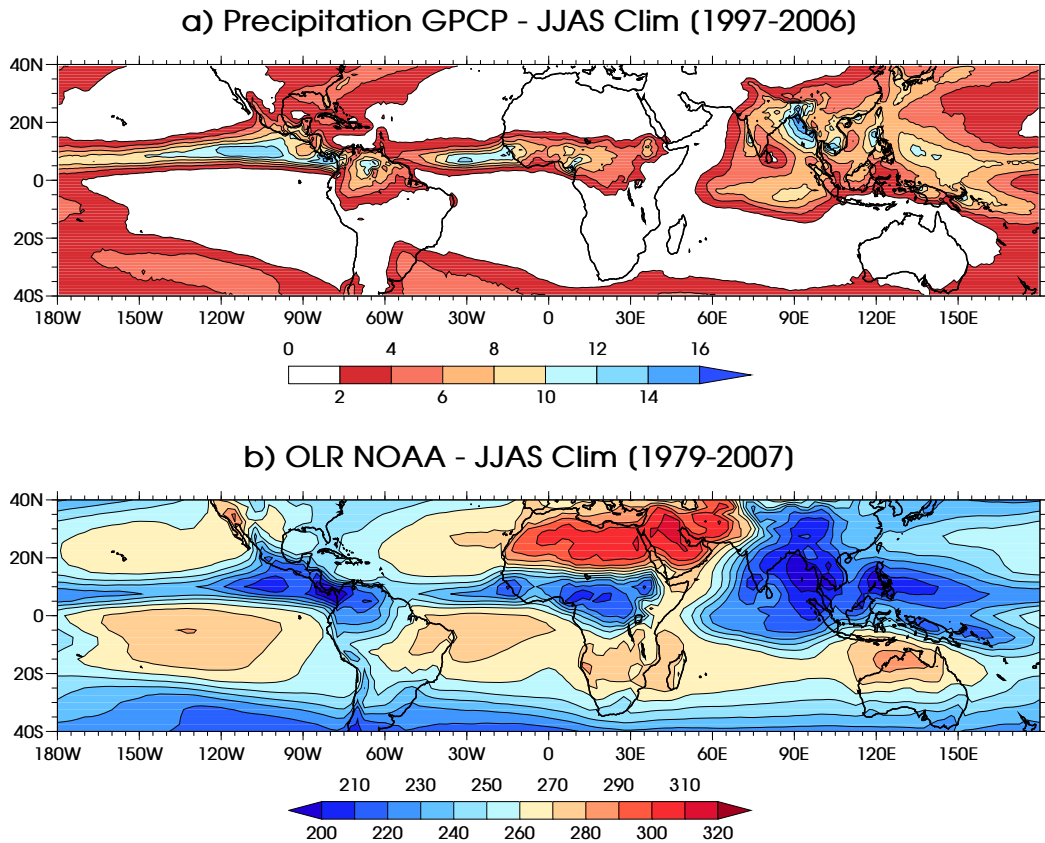 a) Precipitation GPCP - JJAS Clim (1997-2006)
40N
20N
0
20S
40S
180W 150W 120W 90W 60W 30W 0 30E 60E 90E 120E 150E
0 4 8 12 16
2 6 10 14
b) OLR NOAA - JJAS Clim (1979-2007)
40N
20N
0
20S
40S
180W 150W 120W 90W 60W 30W 0 30E 60E 90E 120E 150E
210 230 250 270 290 310
200 220 240 260 280 300 320